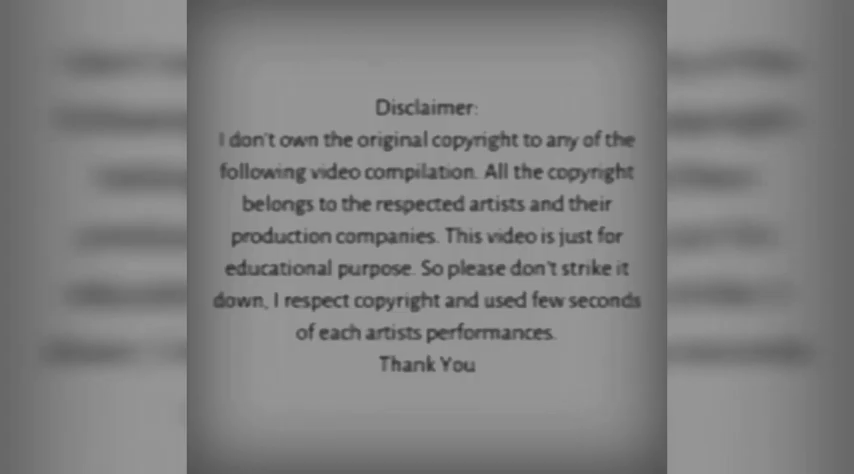 Disclaimer:
I don't own the original copyright to any of the
following video compilation. All the copyright
belongs to the respected artists and their
production companies. This video is just for
educational purpose. So please don't strike it
down, I respect copyright and used few seconds
of each artists performances.
Thank You